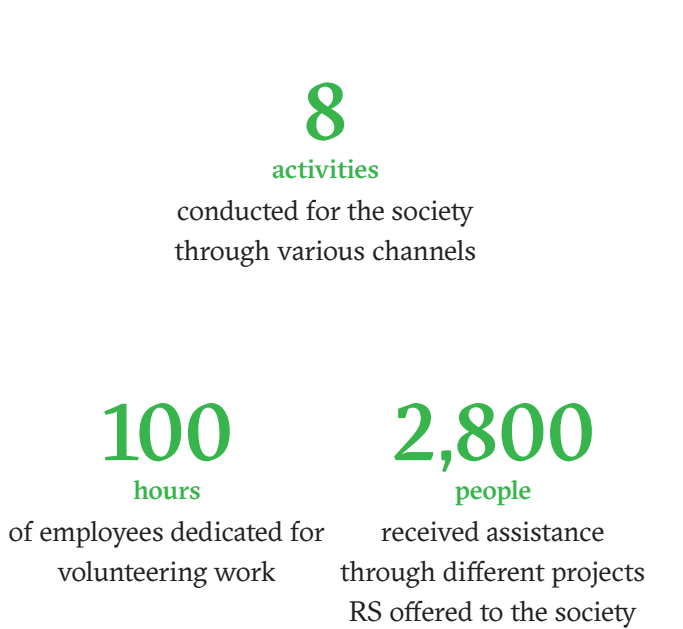 8
activities
conducted for the society
through various channels
100
hours
of employees dedicated for
volunteering work
2,800
people
received assistance
through different projects
RS offered to the society